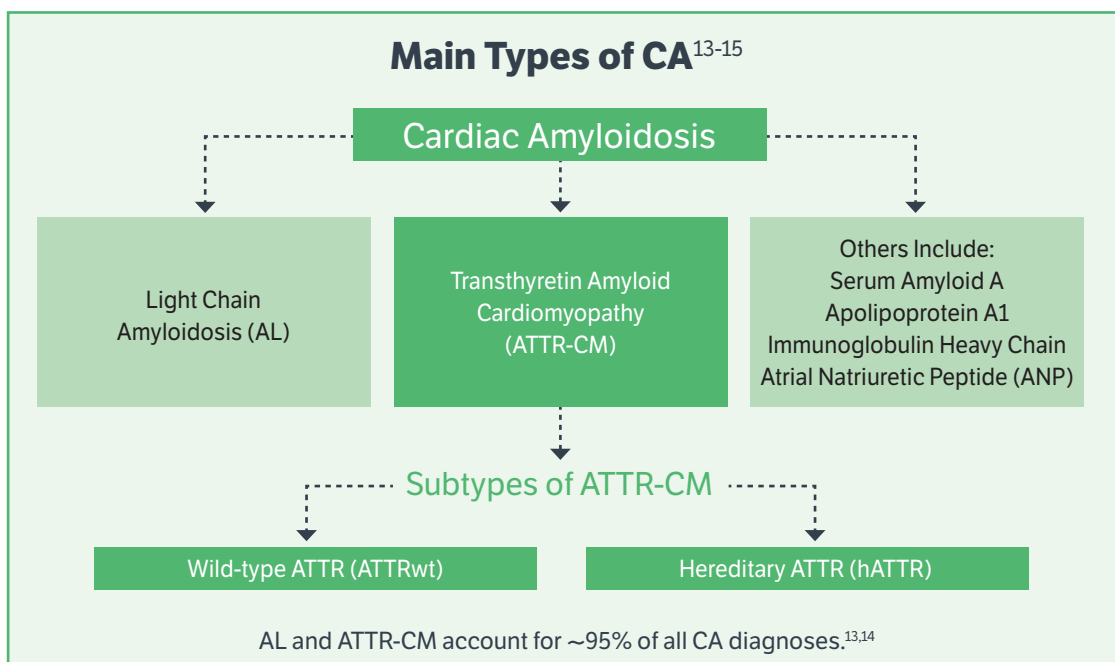 Main Types of CA13-15
Cardiac Amyloidosis
Light Chain
Amyloidosis (AL)
Transthyretin Amyloid
Cardiomyopathy
(ATTR-CM)
Others Include:
Serum Amyloid A
Apolipoprotein A1
Immunoglobulin Heavy Chain
Atrial Natriuretic Peptide (ANP)
Subtypes of ATTR-CM
Wild-type ATTR (ATTRwt)
Hereditary ATTR (hATTR)
AL and ATTR-CM account for ~95% of all CA diagnoses.13,14